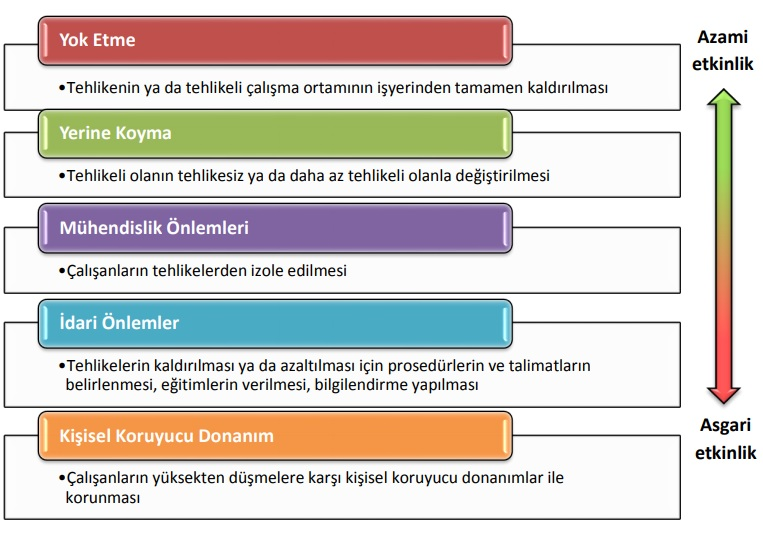 Yok Etme
•Tehlikenin ya da tehlikeli çalışma ortamının işyerinden tamamen kaldırılması
Yerine Koyma
•Tehlikeli olanın tehlikesiz ya da daha az tehlikeli olanla değiştirilmesi
Mühendislik Önlemleri
•Çalışanların tehlikelerden izole edilmesi
İdari Önlemler
•Tehlikelerin kaldırılması ya da azaltılması için prosedürlerin ve talimatların
belirlenmesi, eğitimlerin verilmesi, bilgilendirme yapılması
Kişisel Koruyucu Donanım
•Çalışanların yüksekten düşmelere karşı kişisel koruyucu donanımlar ile
korunması
Azami
etkinlik
Asgari
etkinlik